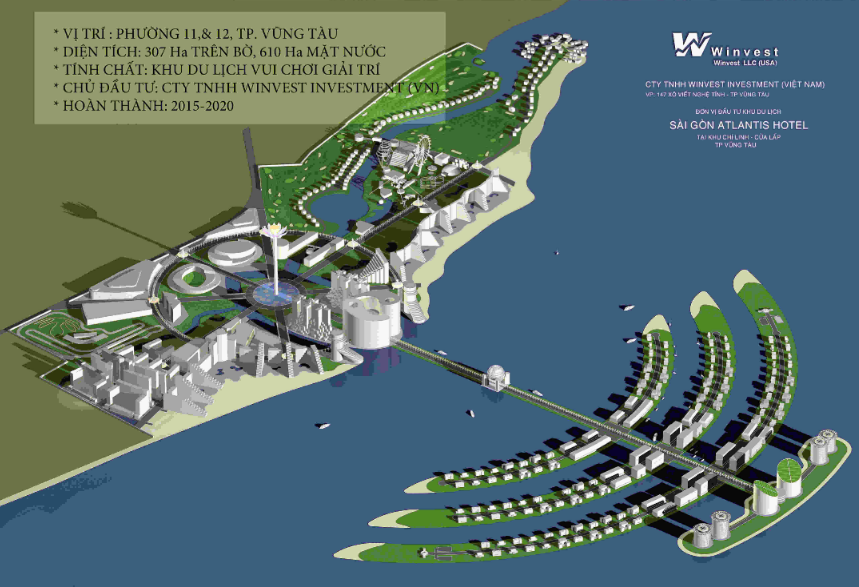 * VỊ TRÍ : PHƯỜNG 11,& 12, TP. VŨNG TÀU
* DIỆN TÍCH: 307 Ha TRÊN BỜ, 610 Ha MẶT NƯỚC
* TÍNH CHẤT: KHU DU LỊCH VUI CHƠI GIẢI TRÍ
* CHỦ ĐẦU TƯ: CTY TNHH WINVEST INVESTMENT (VN)
* HOÀN THÀNH: 2015-2020
Winvest
Winvest LLC (USA)
CTY TNHH WINVEST INVESTMENT (VIỆT NAM)
VP: 147 XÔ VIẾT NGHỆ TĨNH - TP VŨNG TÀU
ĐƠN VỊ ĐẦU TƯ KHU DU LỊCH
SÀI GÒN ATLANTIS HOTEL
TẠI KHU CHÍ LINH - CỬA LẤP
TP VŨNG TÀU